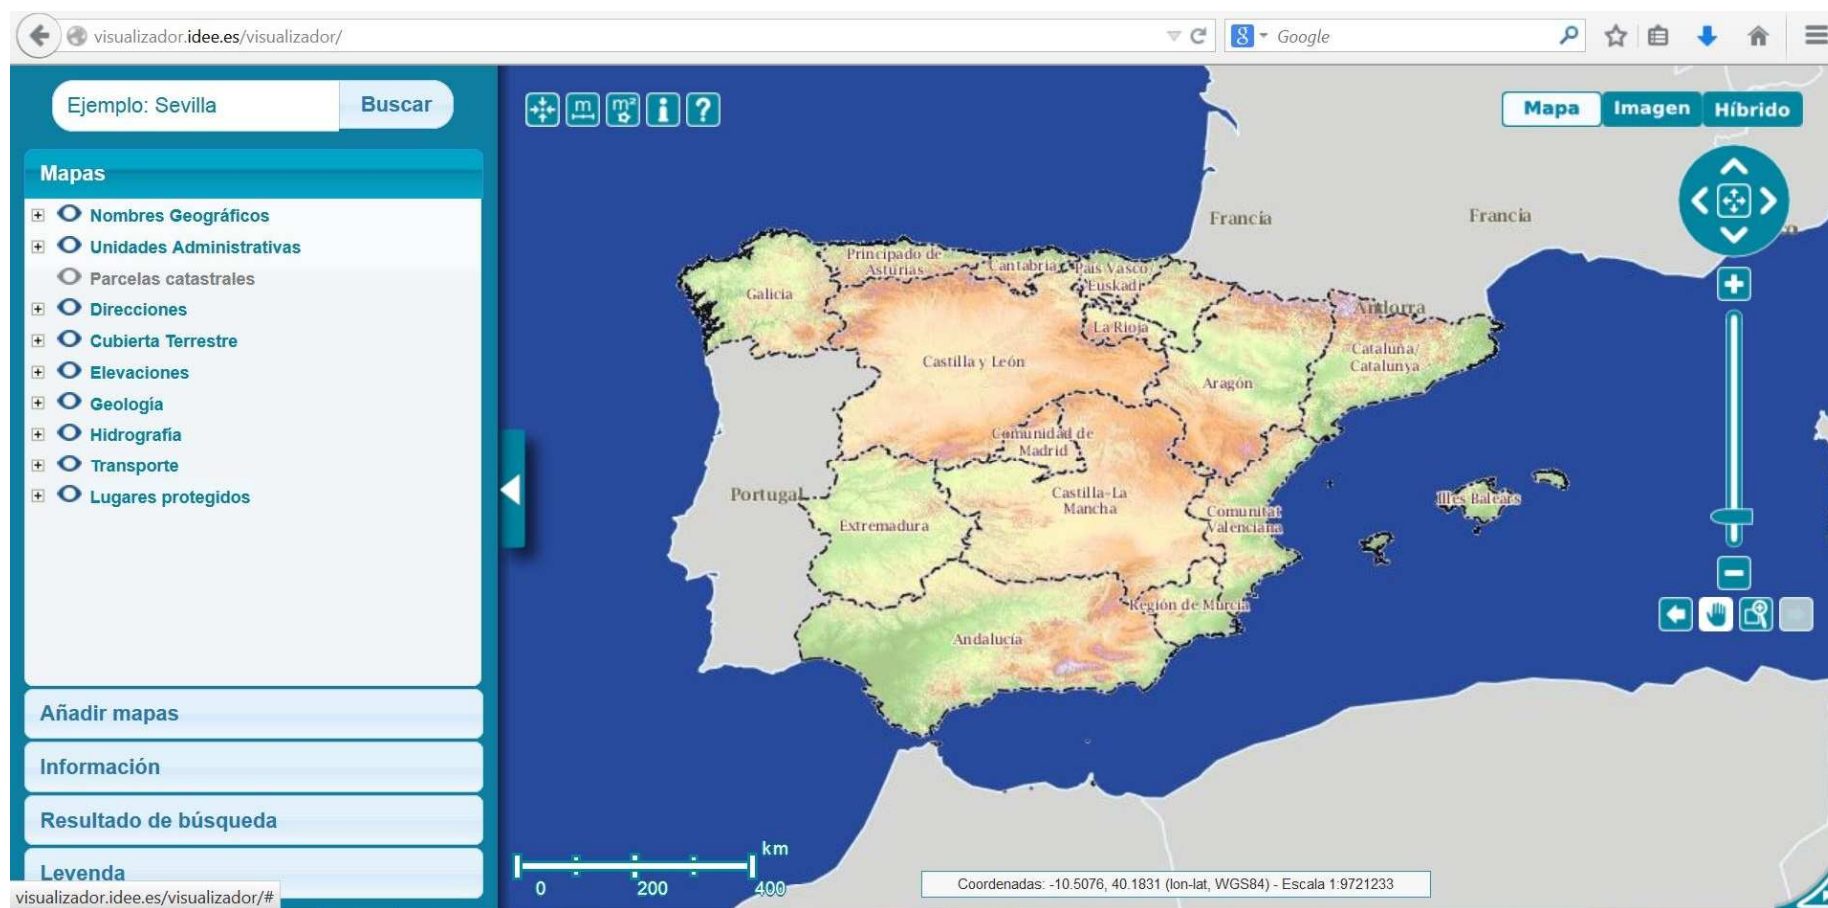 visualizador.idee.es/visualizador/
Google
Ejemplo: Sevilla
Buscar
Mapas
Nombres Geográficos
Unidades Administrativas
Parcelas catastrales
Direcciones
Cubierta Terrestre
Elevaciones
Geología
Hidrografía
Transporte
Lugares protegidos
Añadir mapas
Información
Resultado de búsqueda
Leyenda
visualizador.idee.es/visualizador/#
m
m²
i
?
Mapa
Imagen
Híbrido
Francia
Francia
Principado de
Asturias
Cantabria
País Vasco/
Euskadi
Galicia
La Rioja
Andorra
Castilla y León
Cataluña/
Catalunya
Aragón
Comunidad de
Madrid
Portugal
Castilla-La
Mancha
Extremadura
Comunitat
Valenciana
Illes Balears
Región de Murcia
Andalucía
km
0 200 400
Coordenadas: -10.5076, 40.1831 (lon-lat, WGS84) - Escala 1:9721233